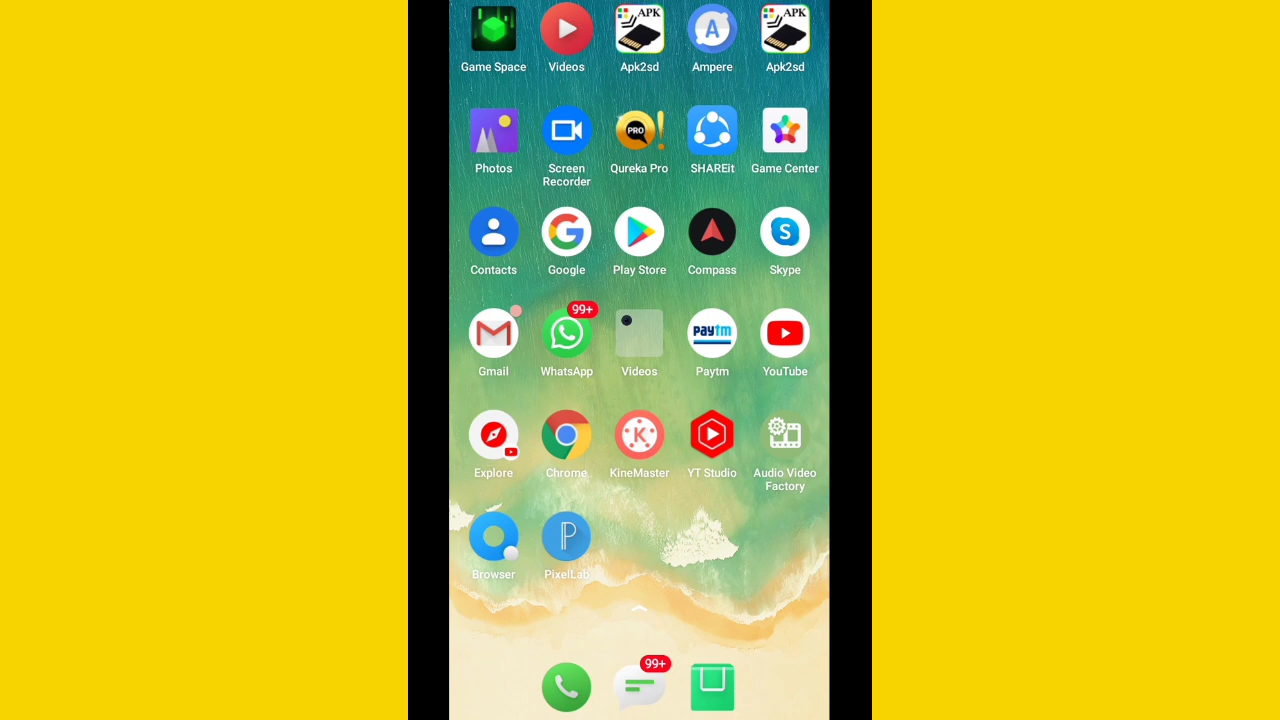 APK
A
APK
Game Space
Videos
Apk2sd
Ampere
Apk2sd
PRO
Photos
Screen
Recorder
Qureka Pro
SHAREit
Game Center
G
S
Contacts
Google
Play Store
Compass
Skype
99+
paytm
Gmail
WhatsApp
Videos
Paytm
YouTube
K
Explore
Chrome
KineMaster
YT Studio
Audio Video
Factory
P
Browser
PixelLab
99+